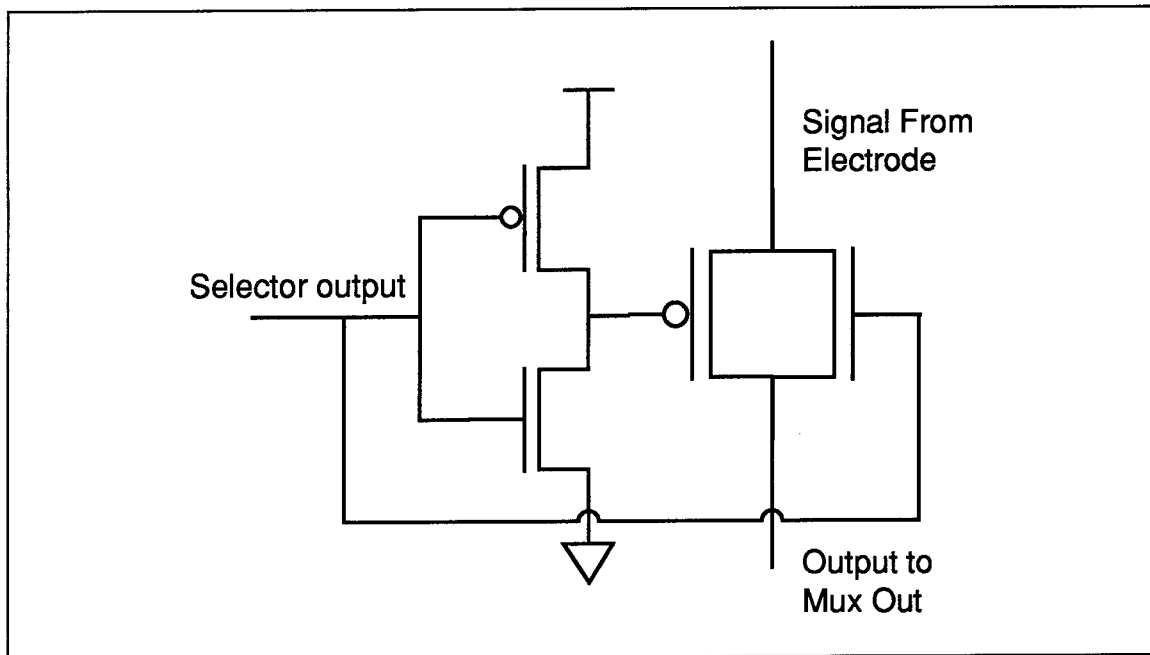 Signal From
Electrode
Selector output
Output to
Mux Out